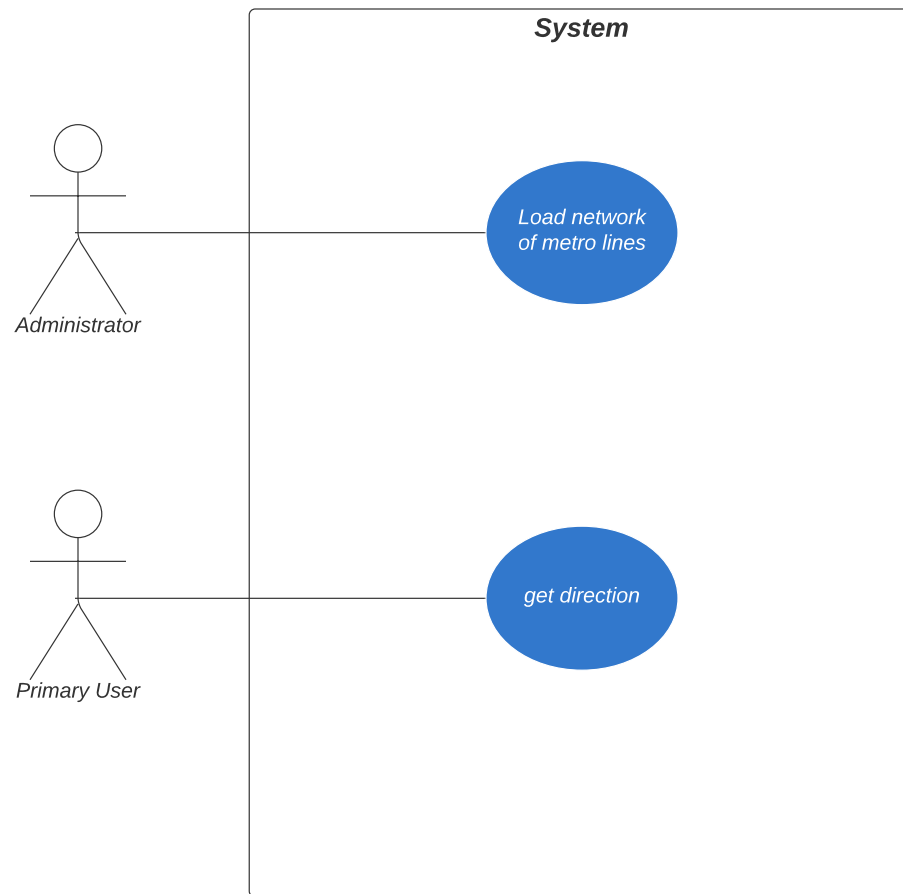 System
Load network
of metro lines
Administrator
get direction
Primary User